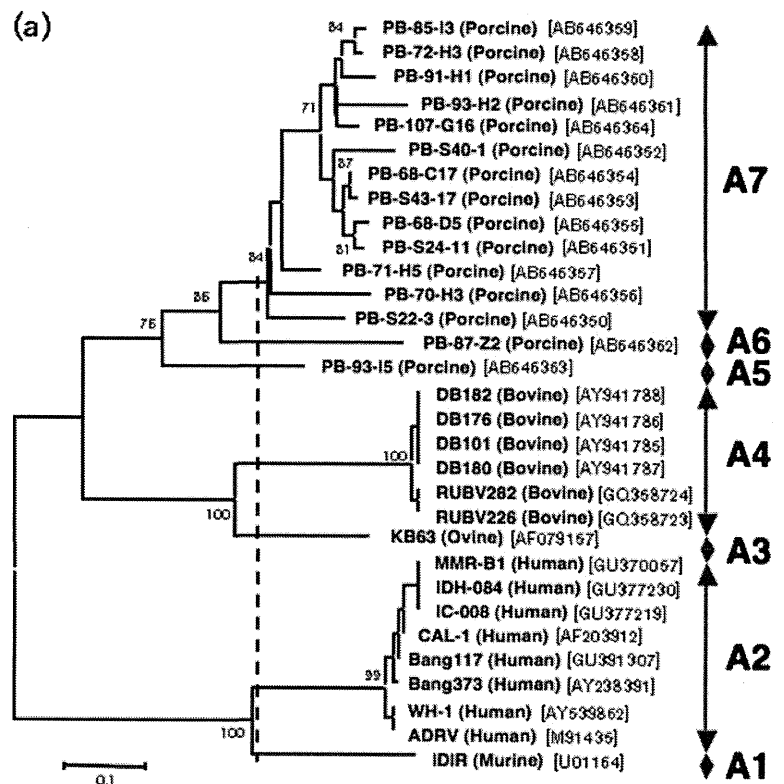 (a)
84
PB-85-I3 (Porcine) [AB646359]
PB-72-H3 (Porcine) [AB646358]
PB-91-H1 (Porcine) [AB646360]
71
PB-93-H2 (Porcine) [AB646361]
PB-107-G16 (Porcine) [AB646364]
PB-S40-1 (Porcine) [AB646352]
87
PB-68-C17 (Porcine) [AB646354]
PB-S43-17 (Porcine) [AB646353]
A7
PB-68-D5 (Porcine) [AB646355]
81
PB-S24-11 (Porcine) [AB646351]
84
PB-71-H5 (Porcine) [AB646357]
PB-70-H3 (Porcine) [AB646356]
86
PB-S22-3 (Porcine) [AB646350]
76
PB-87-Z2 (Porcine) [AB646362]
A6
PB-93-I5 (Porcine) [AB646363]
A5
DB182 (Bovine) [AY941788]
DB176 (Bovine) [AY941786]
DB101 (Bovine) [AY941785]
A4
100
DB180 (Bovine) [AY941787]
RUBV282 (Bovine) [GQ358724]
100
RUBV226 (Bovine) [GQ358723]
KB63 (Ovine) [AF079157]
A3
MMR-B1 (Human) [GU370057]
IDH-084 (Human) [GU377230]
IC-008 (Human) [GU377219]
CAL-1 (Human) [AF203912]
A2
Bang117 (Human) [GU391307]
99
Bang373 (Human) [AY238391]
WH-1 (Human) [AY539852]
100
ADRV (Human) [M91435]
IDIR (Murine) [U01164]
A1
0.1